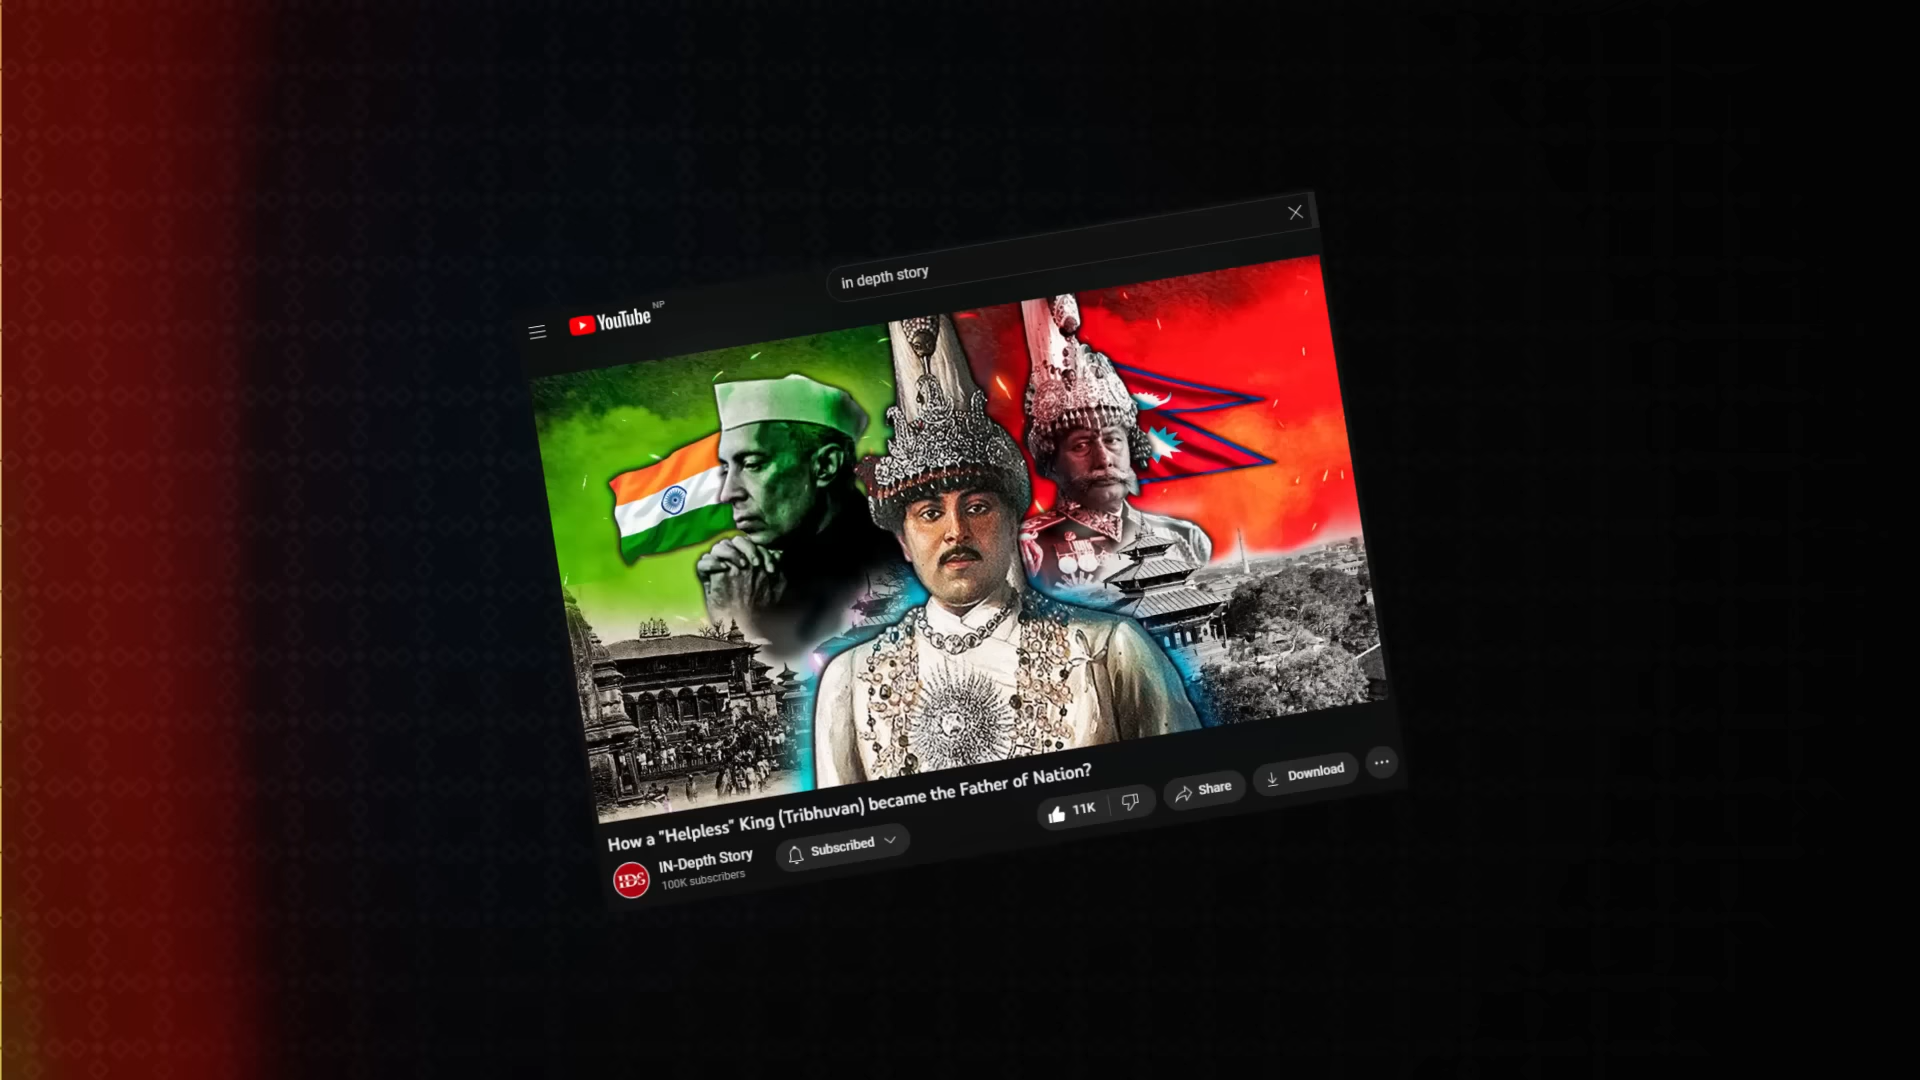 in depth story
YouTube NP
How a "Helpless" King (Tribhuvan) became the Father of Nation?
IDS
IN-Depth Story
100K subscribers
Subscribed
11K
Share
Download